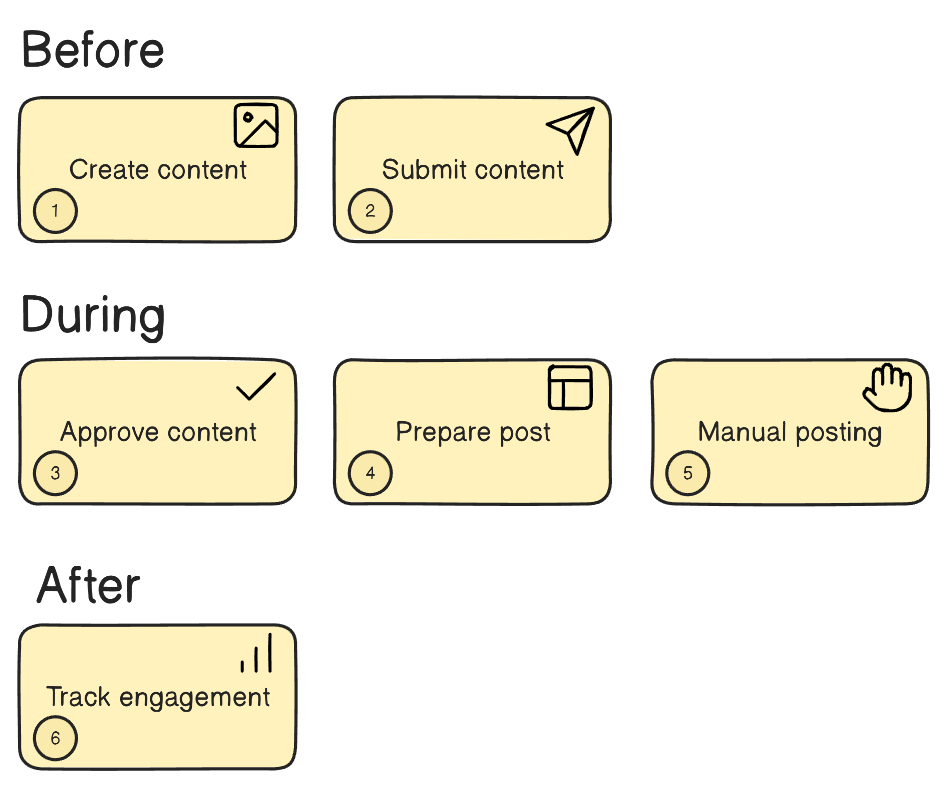 Before
Create content
1
Submit content
2
During
Approve content
3
Prepare post
4
Manual posting
5
After
Track engagement
6